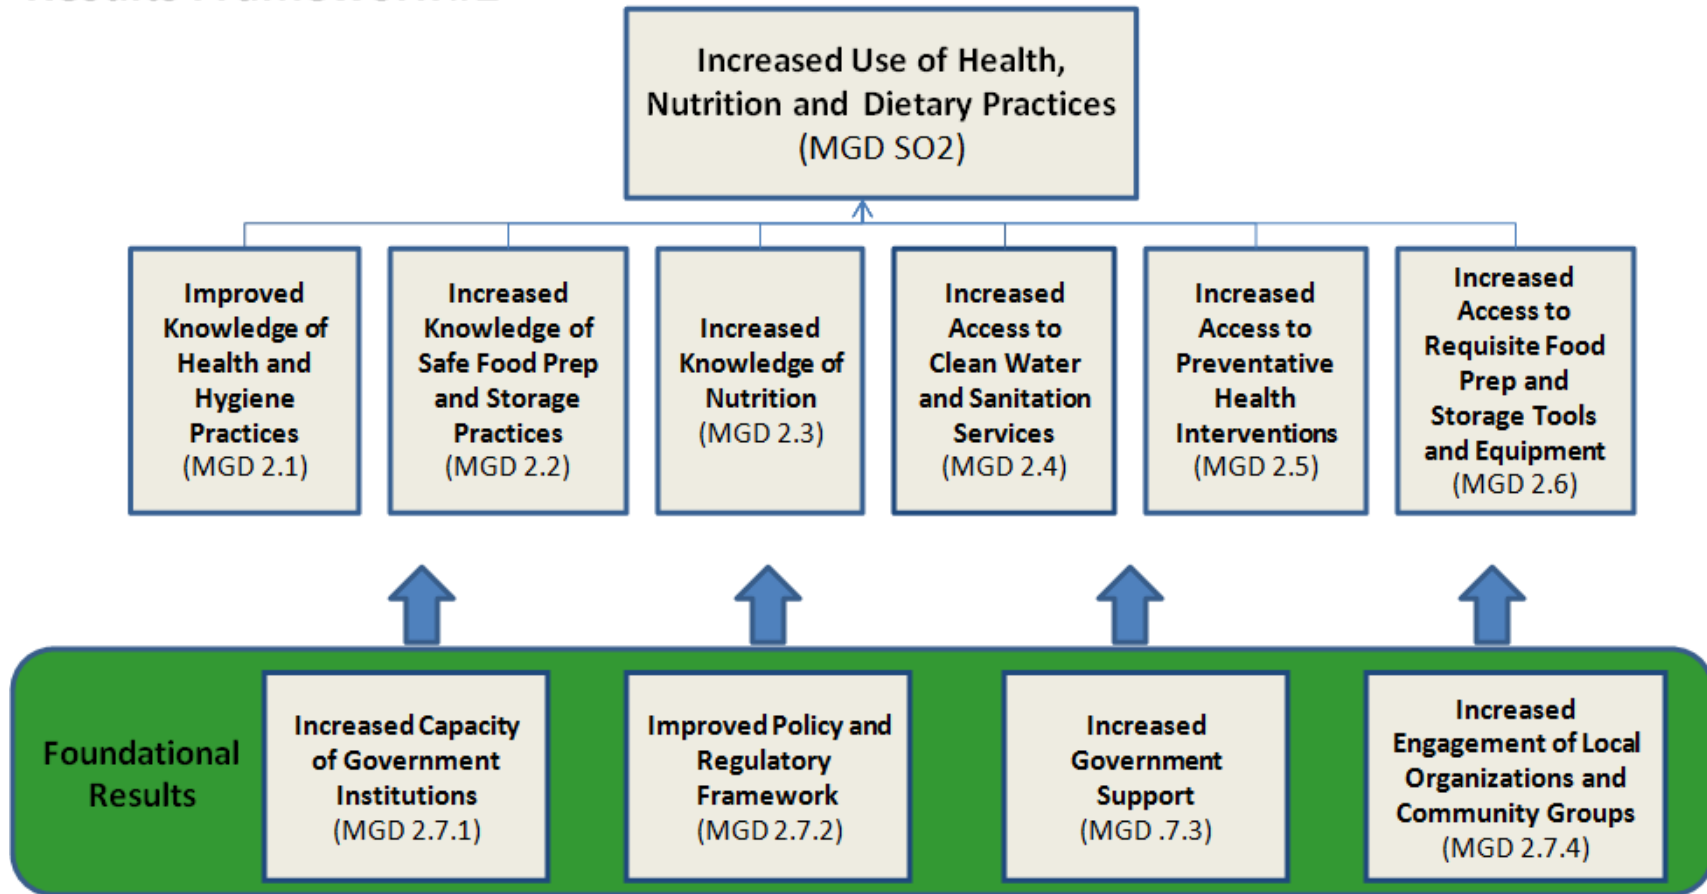 Increased Use of Health,
Nutrition and Dietary Practices
(MGD SO2)
Improved
Knowledge of
Health and
Hygiene
Practices
(MGD 2.1)
Increased
Knowledge of
Safe Food Prep
and Storage
Practices
(MGD 2.2)
Increased
Knowledge of
Nutrition
(MGD 2.3)
Increased
Access to
Clean Water
and Sanitation
Services
(MGD 2.4)
Increased
Access to
Preventative
Health
Interventions
(MGD 2.5)
Increased
Access to
Requisite Food
Prep and
Storage Tools
and Equipment
(MGD 2.6)
Foundational
Results
Increased Capacity
of Government
Institutions
(MGD 2.7.1)
Improved Policy and
Regulatory
Framework
(MGD 2.7.2)
Increased
Government
Support
(MGD .7.3)
Increased
Engagement of Local
Organizations and
Community Groups
(MGD 2.7.4)